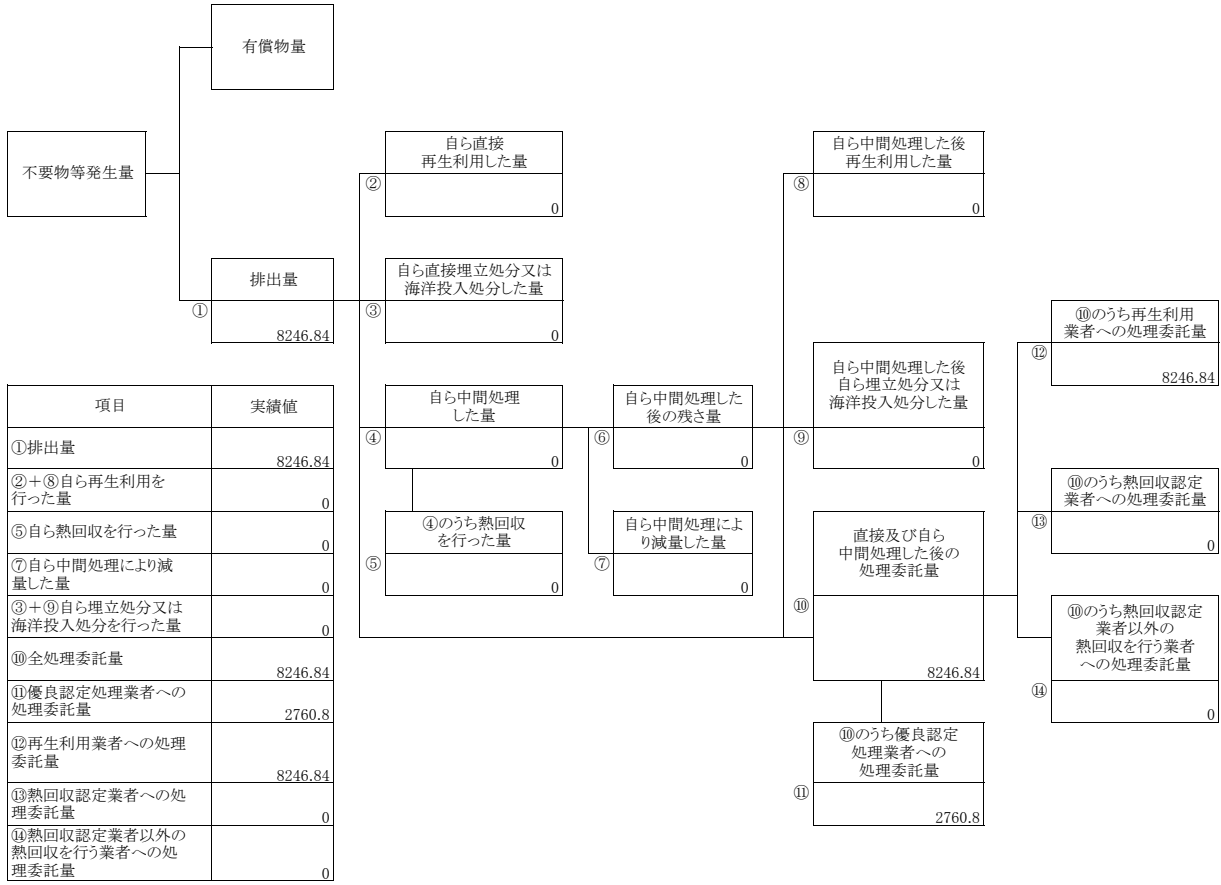 有償物量
不要物等発生量
自ら直接
再生利用した量
②
0
自ら中間処理した後
再生利用した量
⑧
0
排出量
①
8246.84
自ら直接埋立処分又は
海洋投入処分した量
③
0
⑩のうち再生利用
業者への処理委託量
⑫
8246.84
自ら中間処理
した量
④
0
自ら中間処理した
後の残さ量
⑥
0
自ら中間処理した後
自ら埋立処分又は
海洋投入処分した量
⑨
0
⑩のうち熱回収認定
業者への処理委託量
⑬
0
④のうち熱回収
を行った量
⑤
0
自ら中間処理によ
り減量した量
⑦
0
直接及び自ら
中間処理した後の
処理委託量
⑩
8246.84
⑩のうち熱回収認定
業者以外の
熱回収を行う業者
への処理委託量
⑭
0
⑩のうち優良認定
処理業者への
処理委託量
⑪
2760.8
項目
実績値
①排出量
8246.84
②＋⑧自ら再生利用を
行った量
0
⑤自ら熱回収を行った量
0
⑦自ら中間処理により減
量した量
0
③＋⑨自ら埋立処分又は
海洋投入処分を行った量
0
⑩全処理委託量
8246.84
⑪優良認定処理業者への
処理委託量
2760.8
⑫再生利用業者への処理
委託量
8246.84
⑬熱回収認定業者への処
理委託量
0
⑭熱回収認定業者以外の
熱回収を行う業者への処
理委託量
0